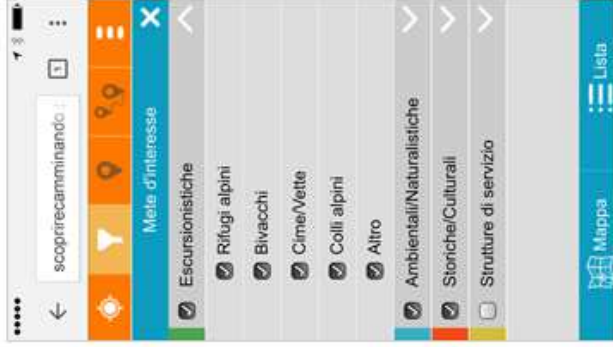 scoprirecamminando
Mete d'interesse
Escursionistiche
Rifugi alpini
Bivacchi
Cime/Vette
Colli alpini
Altro
Ambientali/Naturalistiche
Storiche/Culturali
Strutture di servizio
Mappa
Lista